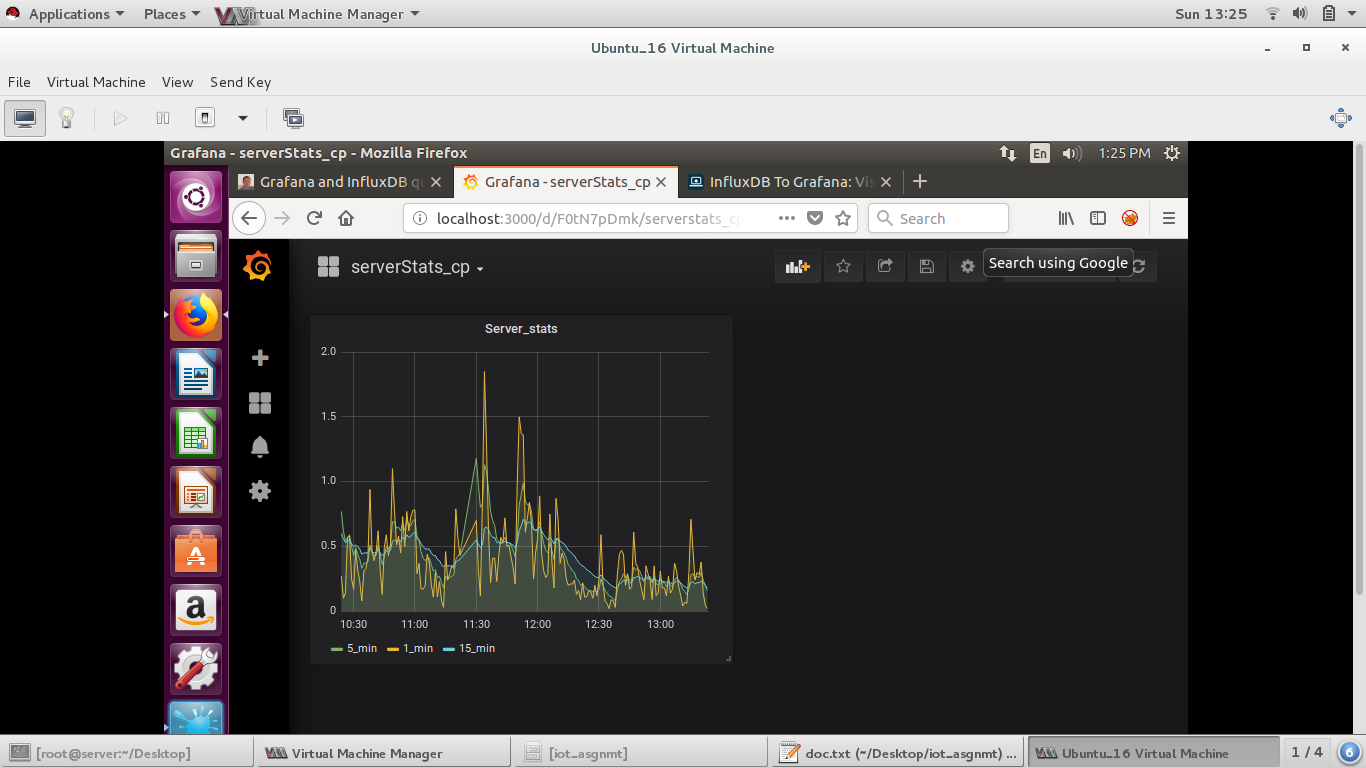 Applications Places Virtual Machine Manager Sun 13:25
Ubuntu_16 Virtual Machine
File Virtual Machine View Send Key
Grafana - serverStats_cp - Mozilla Firefox En 1:25 PM
Grafana and InfluxDB qu Grafana - serverStats_cp InfluxDB To Grafana: Vis
localhost:3000/d/F0tN7pDmk/serverstats_cp Search
serverStats_cp Search using Google
Server_stats
2.0
1.5
1.0
0.5
0
10:30 11:00 11:30 12:00 12:30 13:00
5_min 1_min 15_min
[root@server:~/Desktop] Virtual Machine Manager [iot_asgnmt] doc.txt (~/Desktop/iot_asgnmt) ... Ubuntu_16 Virtual Machine 1 / 4 6